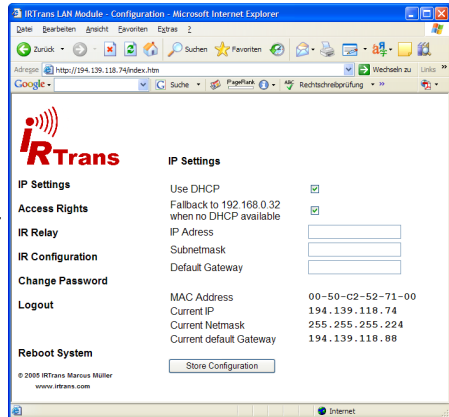 IRTrans LAN Module - Configuration - Microsoft Internet Explorer
Datei Bearbeiten Ansicht Favoriten Extras ?
Zurück Suchen Favoriten
Adresse http://194.139.118.74/index.htm Wechseln zu Links »
Google Suche PageRank ABC Rechtschreibprüfung »
IRTrans
IP Settings
IP Settings
Access Rights
IR Relay
IR Configuration
Change Password
Logout
Reboot System
© 2005 IRTrans Marcus Müller
www.irtrans.com
Use DHCP
Fallback to 192.168.0.32
when no DHCP available
IP Adress
Subnetmask
Default Gateway
MAC Address 00-50-C2-52-71-00
Current IP 194.139.118.74
Current Netmask 255.255.255.224
Current default Gateway 194.139.118.88
Store Configuration
Internet